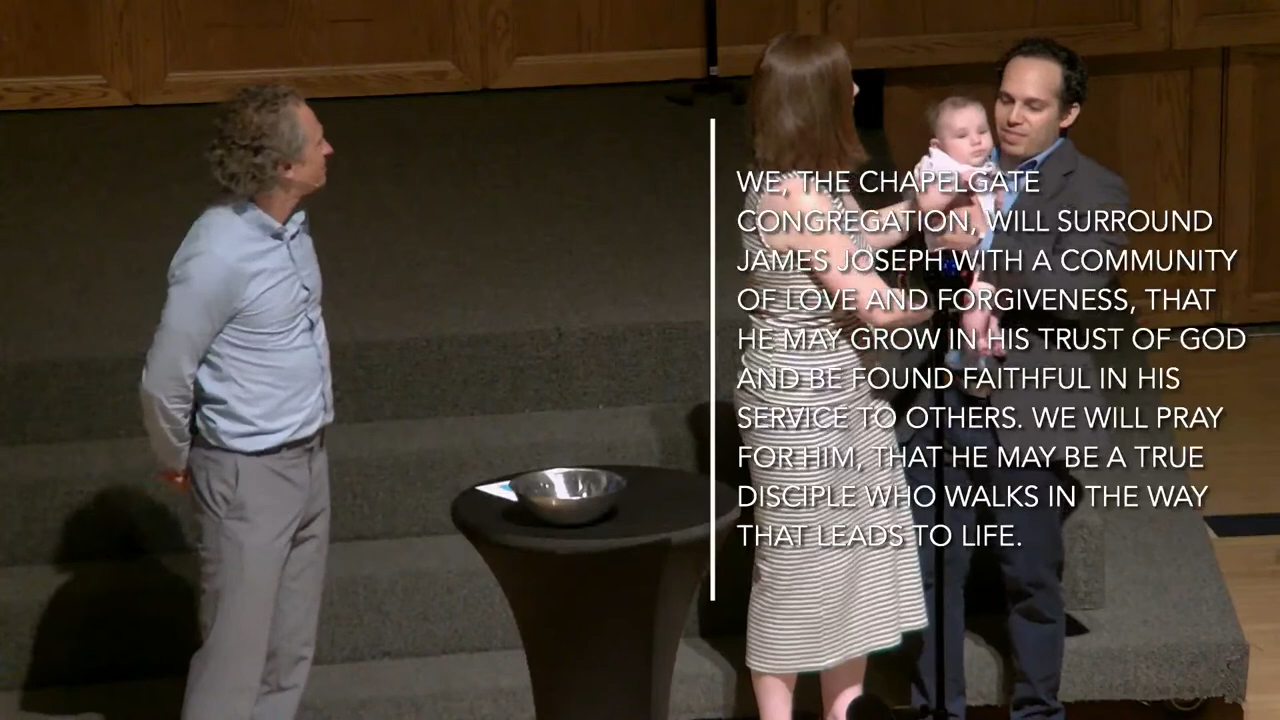 WE, THE CHAPELGATE
CONGREGATION, WILL SURROUND
JAMES JOSEPH WITH A COMMUNITY
OF LOVE AND FORGIVENESS, THAT
HE MAY GROW IN HIS TRUST OF GOD
AND BE FOUND FAITHFUL IN HIS
SERVICE TO OTHERS. WE WILL PRAY
FOR HIM, THAT HE MAY BE A TRUE
DISCIPLE WHO WALKS IN THE WAY
THAT LEADS TO LIFE.